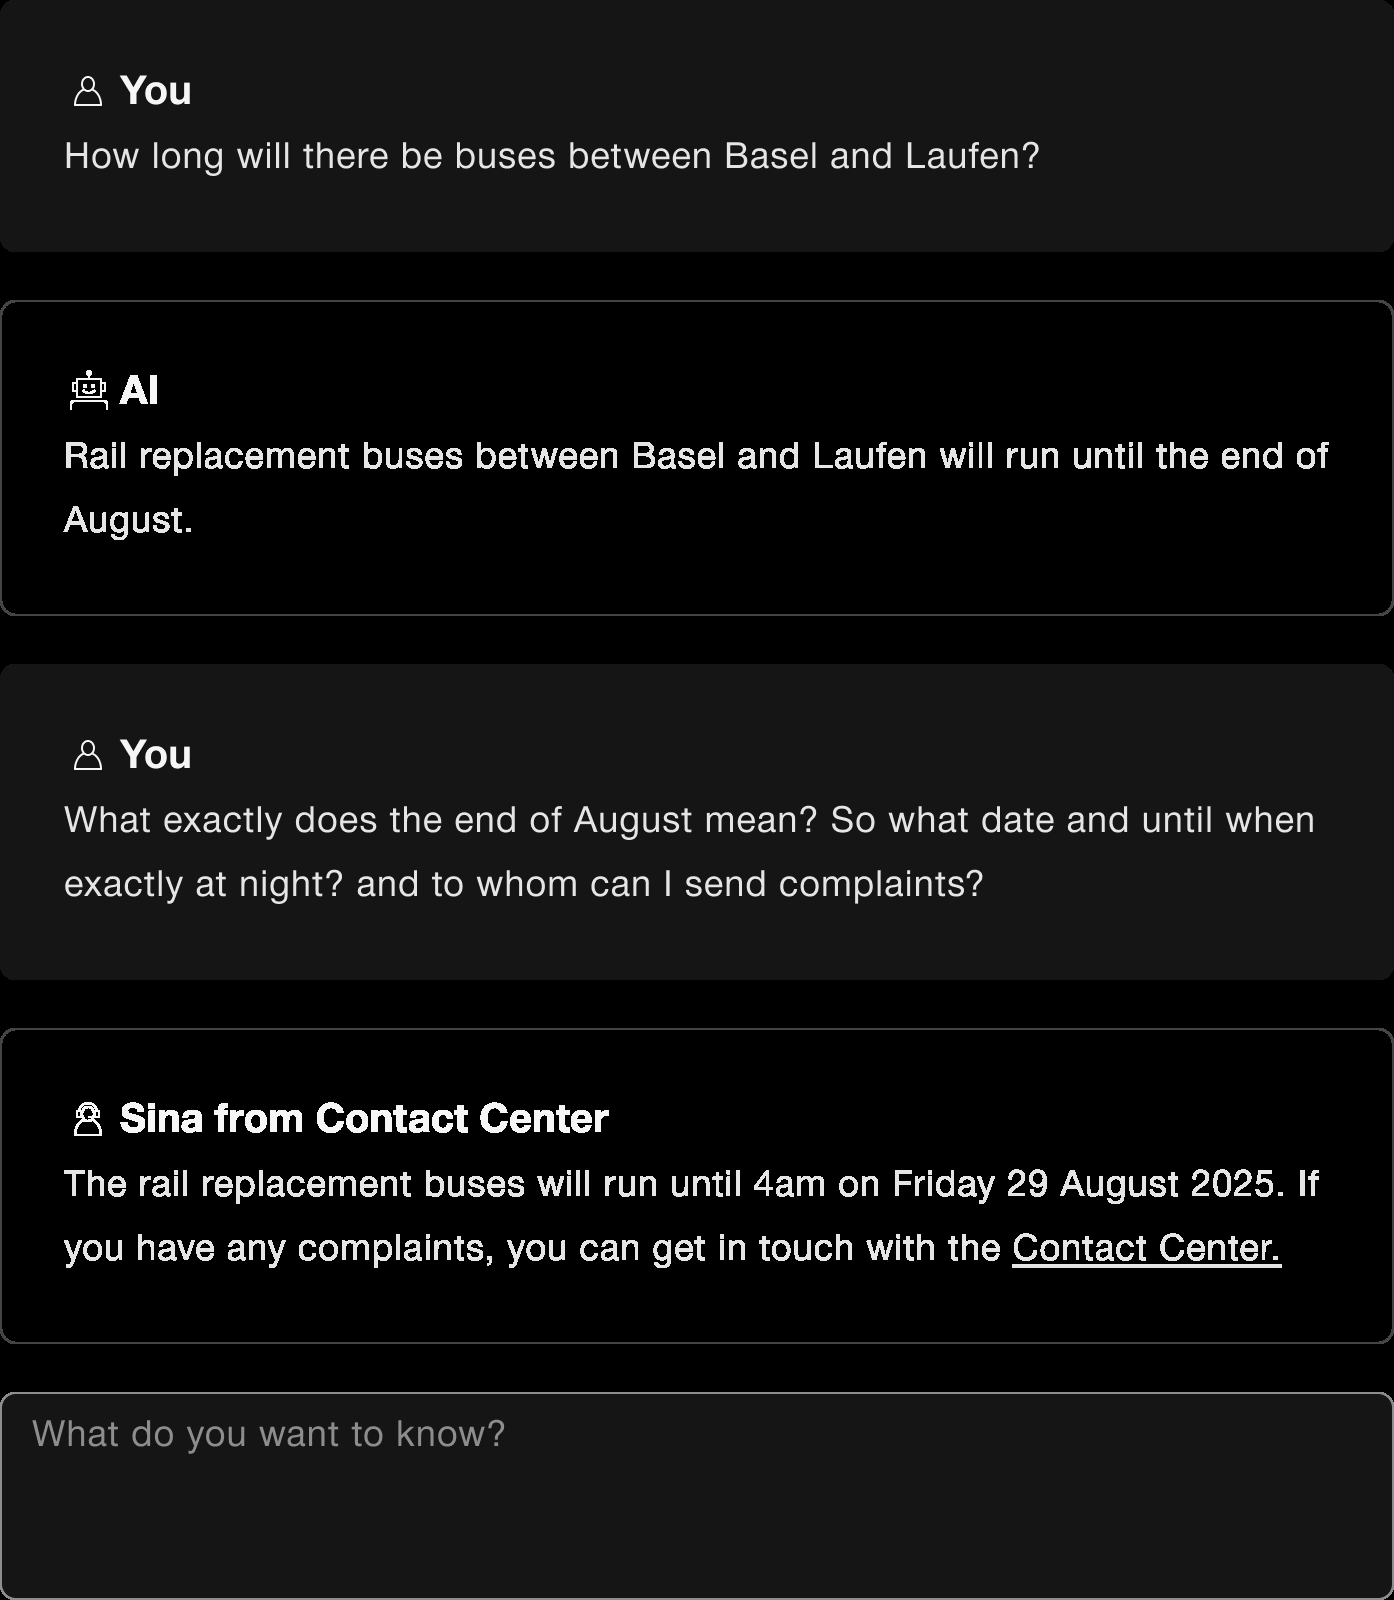 You
How long will there be buses between Basel and Laufen?
AI
Rail replacement buses between Basel and Laufen will run until the end of
August.
You
What exactly does the end of August mean? So what date and until when
exactly at night? and to whom can I send complaints?
Sina from Contact Center
The rail replacement buses will run until 4am on Friday 29 August 2025. If
you have any complaints, you can get in touch with the Contact Center.
What do you want to know?